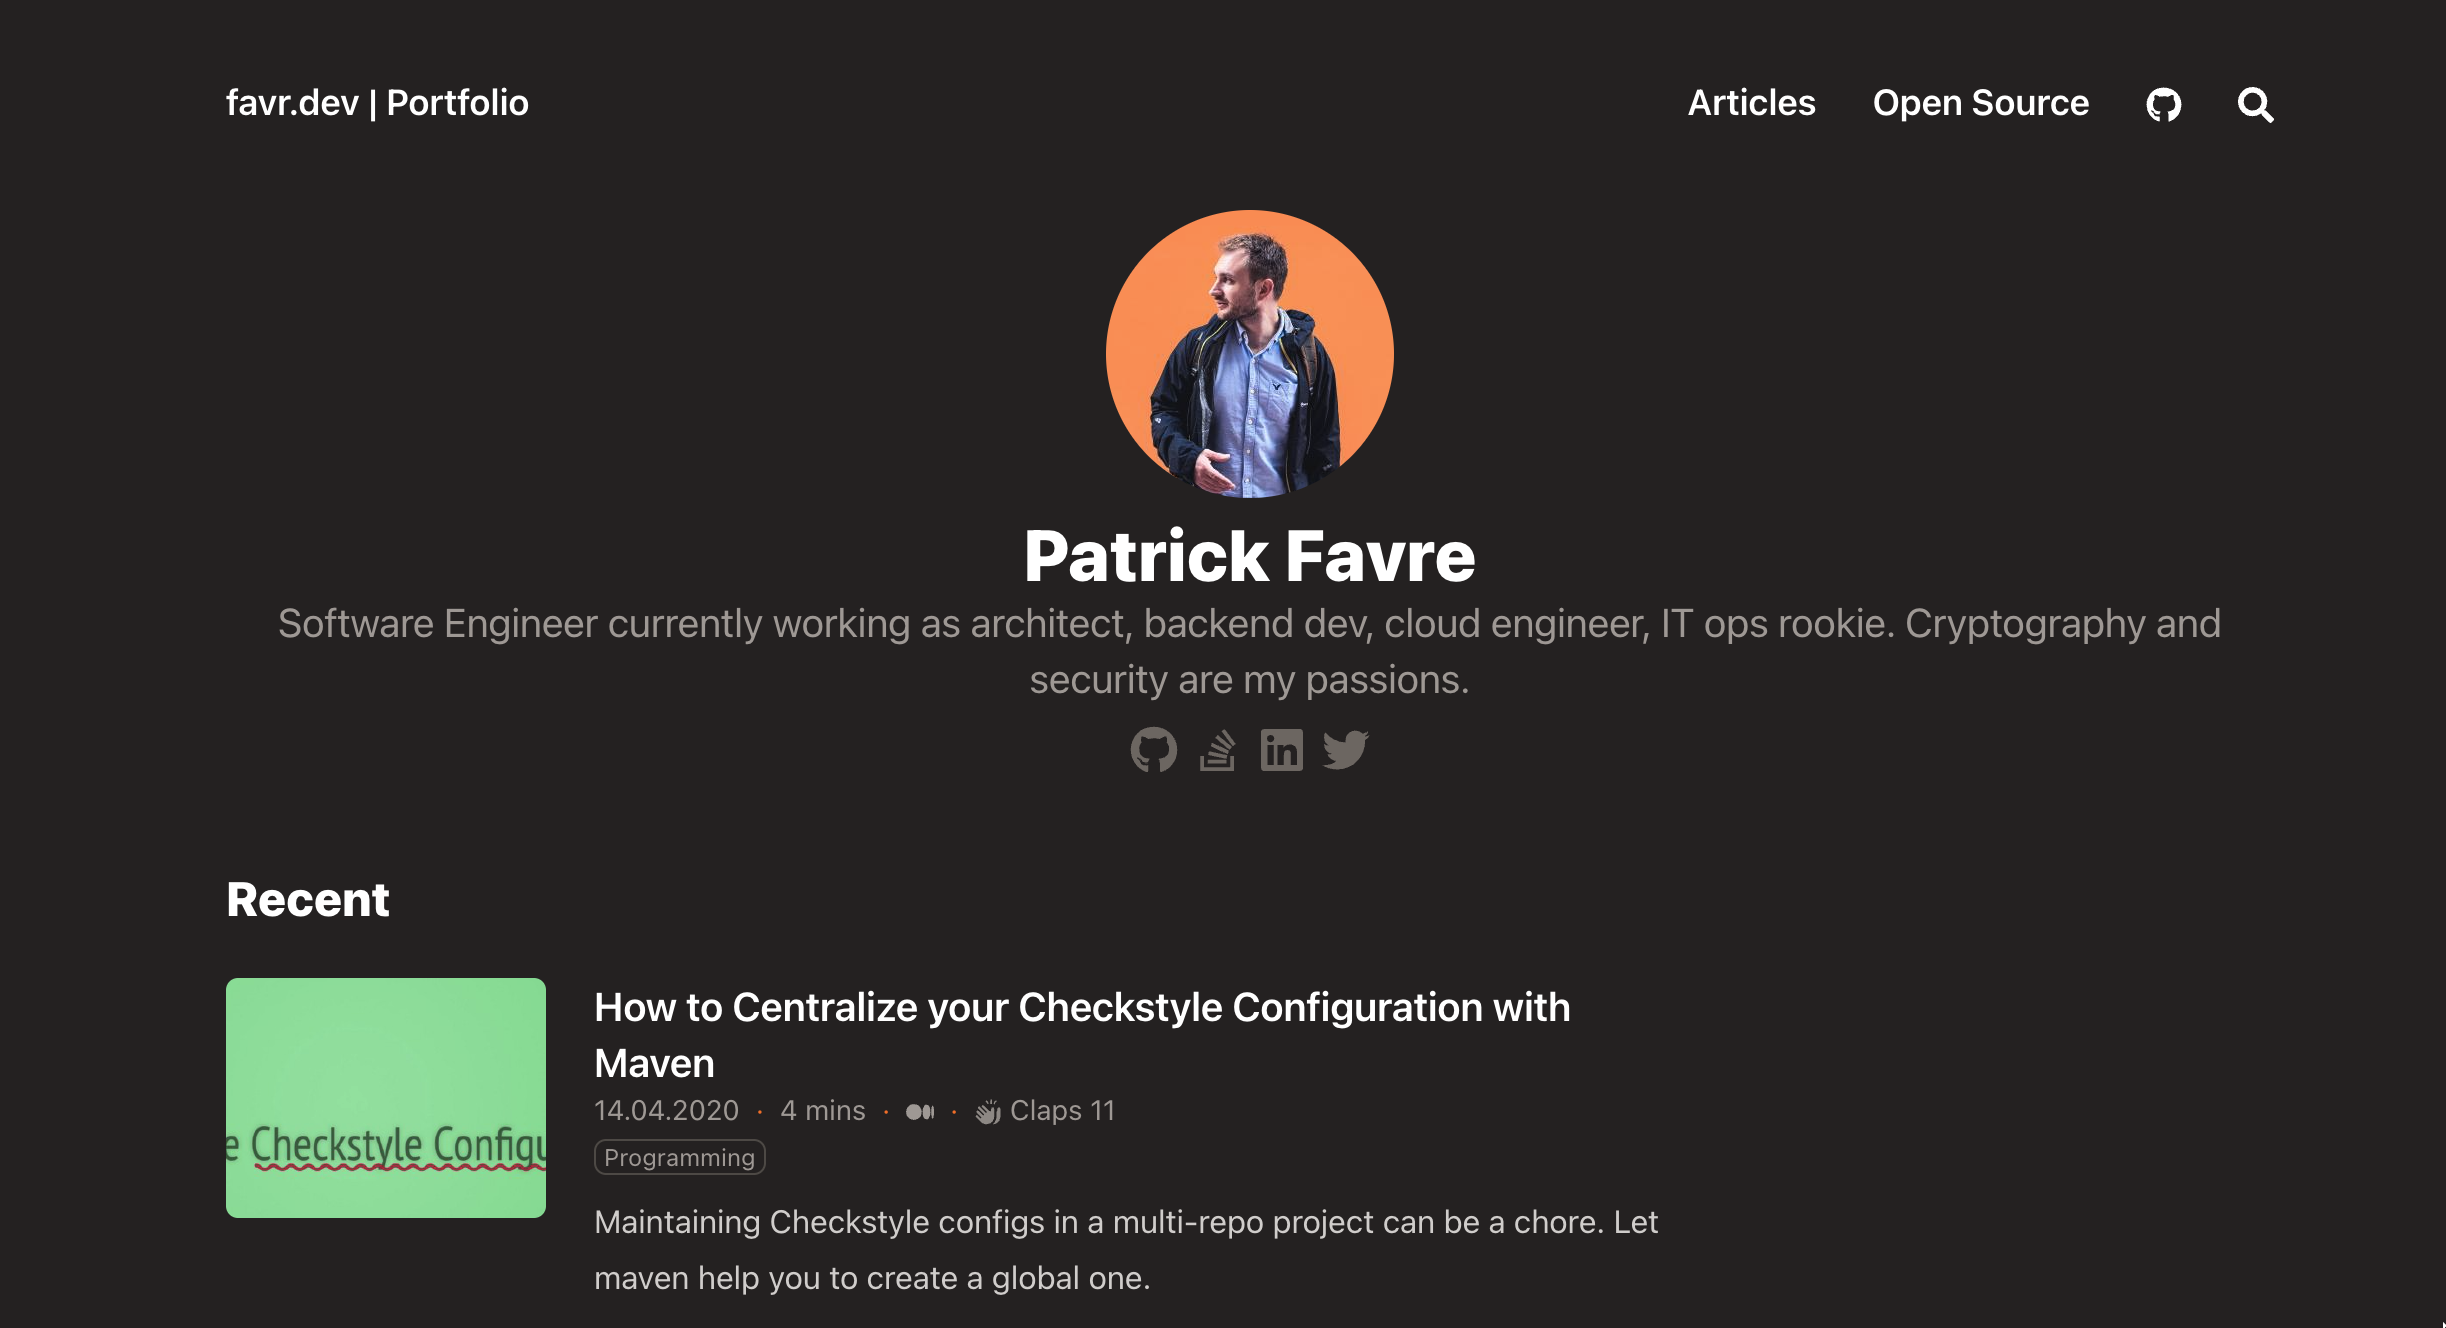 favr.dev | Portfolio
Articles
Open Source
Patrick Favre
Software Engineer currently working as architect, backend dev, cloud engineer, IT ops rookie. Cryptography and
security are my passions.
in
Recent
e Checkstyle Configu
How to Centralize your Checkstyle Configuration with
Maven
14.04.2020 · 4 mins · · Claps 11
Programming
Maintaining Checkstyle configs in a multi-repo project can be a chore. Let
maven help you to create a global one.